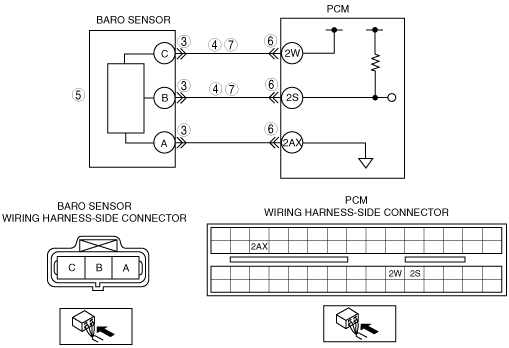 BARO SENSOR
PCM
C 3 4 7 6 2W
5
B 3 4 7 6 2S
A 3 6 2AX
BARO SENSOR
WIRING HARNESS-SIDE CONNECTOR
C B A
PCM
WIRING HARNESS-SIDE CONNECTOR
2AX
2W 2S